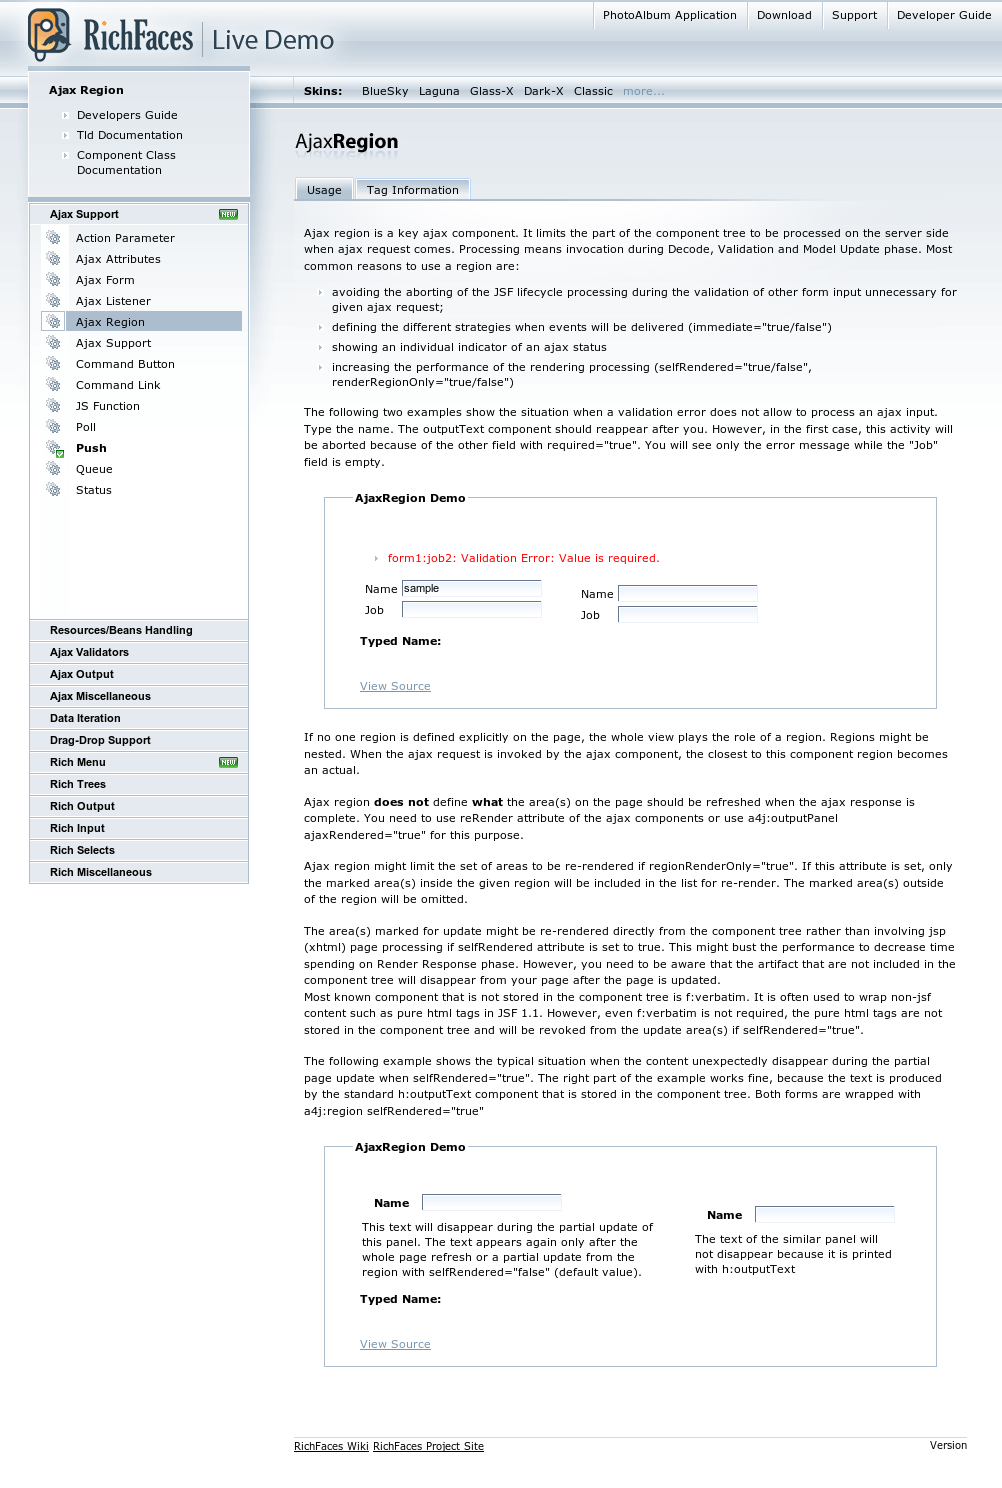 PhotoAlbum Application Download Support Developer Guide
RichFaces Live Demo
Skins: BlueSky Laguna Glass-X Dark-X Classic more...
Ajax Region
Developers Guide
Tld Documentation
Component Class
Documentation
Ajax Support NEW
Action Parameter
Ajax Attributes
Ajax Form
Ajax Listener
Ajax Region
Ajax Support
Command Button
Command Link
JS Function
Poll
Push
Queue
Status
Resources/Beans Handling
Ajax Validators
Ajax Output
Ajax Miscellaneous
Data Iteration
Drag-Drop Support
Rich Menu NEW
Rich Trees
Rich Output
Rich Input
Rich Selects
Rich Miscellaneous
AjaxRegion
Usage Tag Information
Ajax region is a key ajax component. It limits the part of the component tree to be processed on the server side
when ajax request comes. Processing means invocation during Decode, Validation and Model Update phase. Most
common reasons to use a region are:
avoiding the aborting of the JSF lifecycle processing during the validation of other form input unnecessary for
given ajax request;
defining the different strategies when events will be delivered (immediate="true/false")
showing an individual indicator of an ajax status
increasing the performance of the rendering processing (selfRendered="true/false",
renderRegionOnly="true/false")
The following two examples show the situation when a validation error does not allow to process an ajax input.
Type the name. The outputText component should reappear after you. However, in the first case, this activity will
be aborted because of the other field with required="true". You will see only the error message while the "Job"
field is empty.
AjaxRegion Demo
form1:job2: Validation Error: Value is required.
Name sample
Job
Name
Job
Typed Name:
View Source
If no one region is defined explicitly on the page, the whole view plays the role of a region. Regions might be
nested. When the ajax request is invoked by the ajax component, the closest to this component region becomes
an actual.
Ajax region does not define what the area(s) on the page should be refreshed when the ajax response is
complete. You need to use reRender attribute of the ajax components or use a4j:outputPanel
ajaxRendered="true" for this purpose.
Ajax region might limit the set of areas to be re-rendered if regionRenderOnly="true". If this attribute is set, only
the marked area(s) inside the given region will be included in the list for re-render. The marked area(s) outside
of the region will be omitted.
The area(s) marked for update might be re-rendered directly from the component tree rather than involving jsp
(xhtml) page processing if selfRendered attribute is set to true. This might bust the performance to decrease time
spending on Render Response phase. However, you need to be aware that the artifact that are not included in the
component tree will disappear from your page after the page is updated.
Most known component that is not stored in the component tree is f:verbatim. It is often used to wrap non-jsf
content such as pure html tags in JSF 1.1. However, even f:verbatim is not required, the pure html tags are not
stored in the component tree and will be revoked from the update area(s) if selfRendered="true".
The following example shows the typical situation when the content unexpectedly disappear during the partial
page update when selfRendered="true". The right part of the example works fine, because the text is produced
by the standard h:outputText component that is stored in the component tree. Both forms are wrapped with
a4j:region selfRendered="true"
AjaxRegion Demo
Name
This text will disappear during the partial update of
this panel. The text appears again only after the
whole page refresh or a partial update from the
region with selfRendered="false" (default value).
Name
The text of the similar panel will
not disappear because it is printed
with h:outputText
Typed Name:
View Source
RichFaces Wiki RichFaces Project Site Version